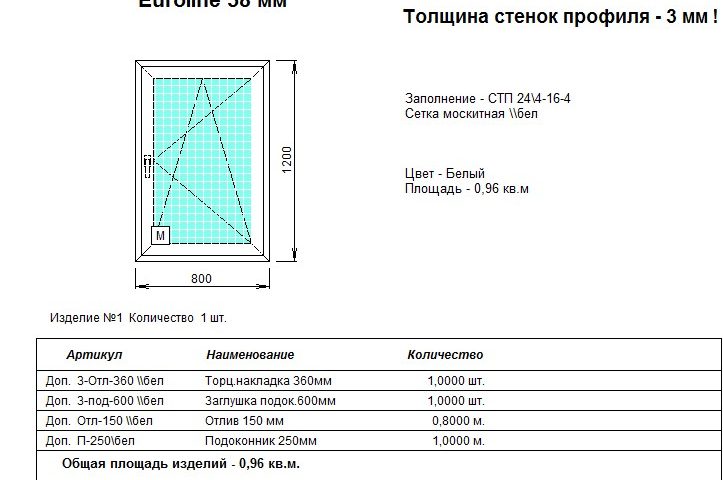 Euroline 58 мм
Толщина стенок профиля - 3 мм !
Заполнение - СТП 24\4-16-4
Сетка москитная \\бел
1200
Цвет - Белый
Площадь - 0,96 кв.м
М
800
Изделие №1 Количество 1 шт.
Артикул Наименование Количество
Доп. З-Отл-360 \\бел Торц.накладка 360мм 1,0000 шт.
Доп. З-под-600 \\бел Заглушка подок.600мм 1,0000 шт.
Доп. Отл-150 \\бел Отлив 150 мм 0,8000 м.
Доп. П-250\бел Подоконник 250мм 1,0000 м.
Общая площадь изделий - 0,96 кв.м.